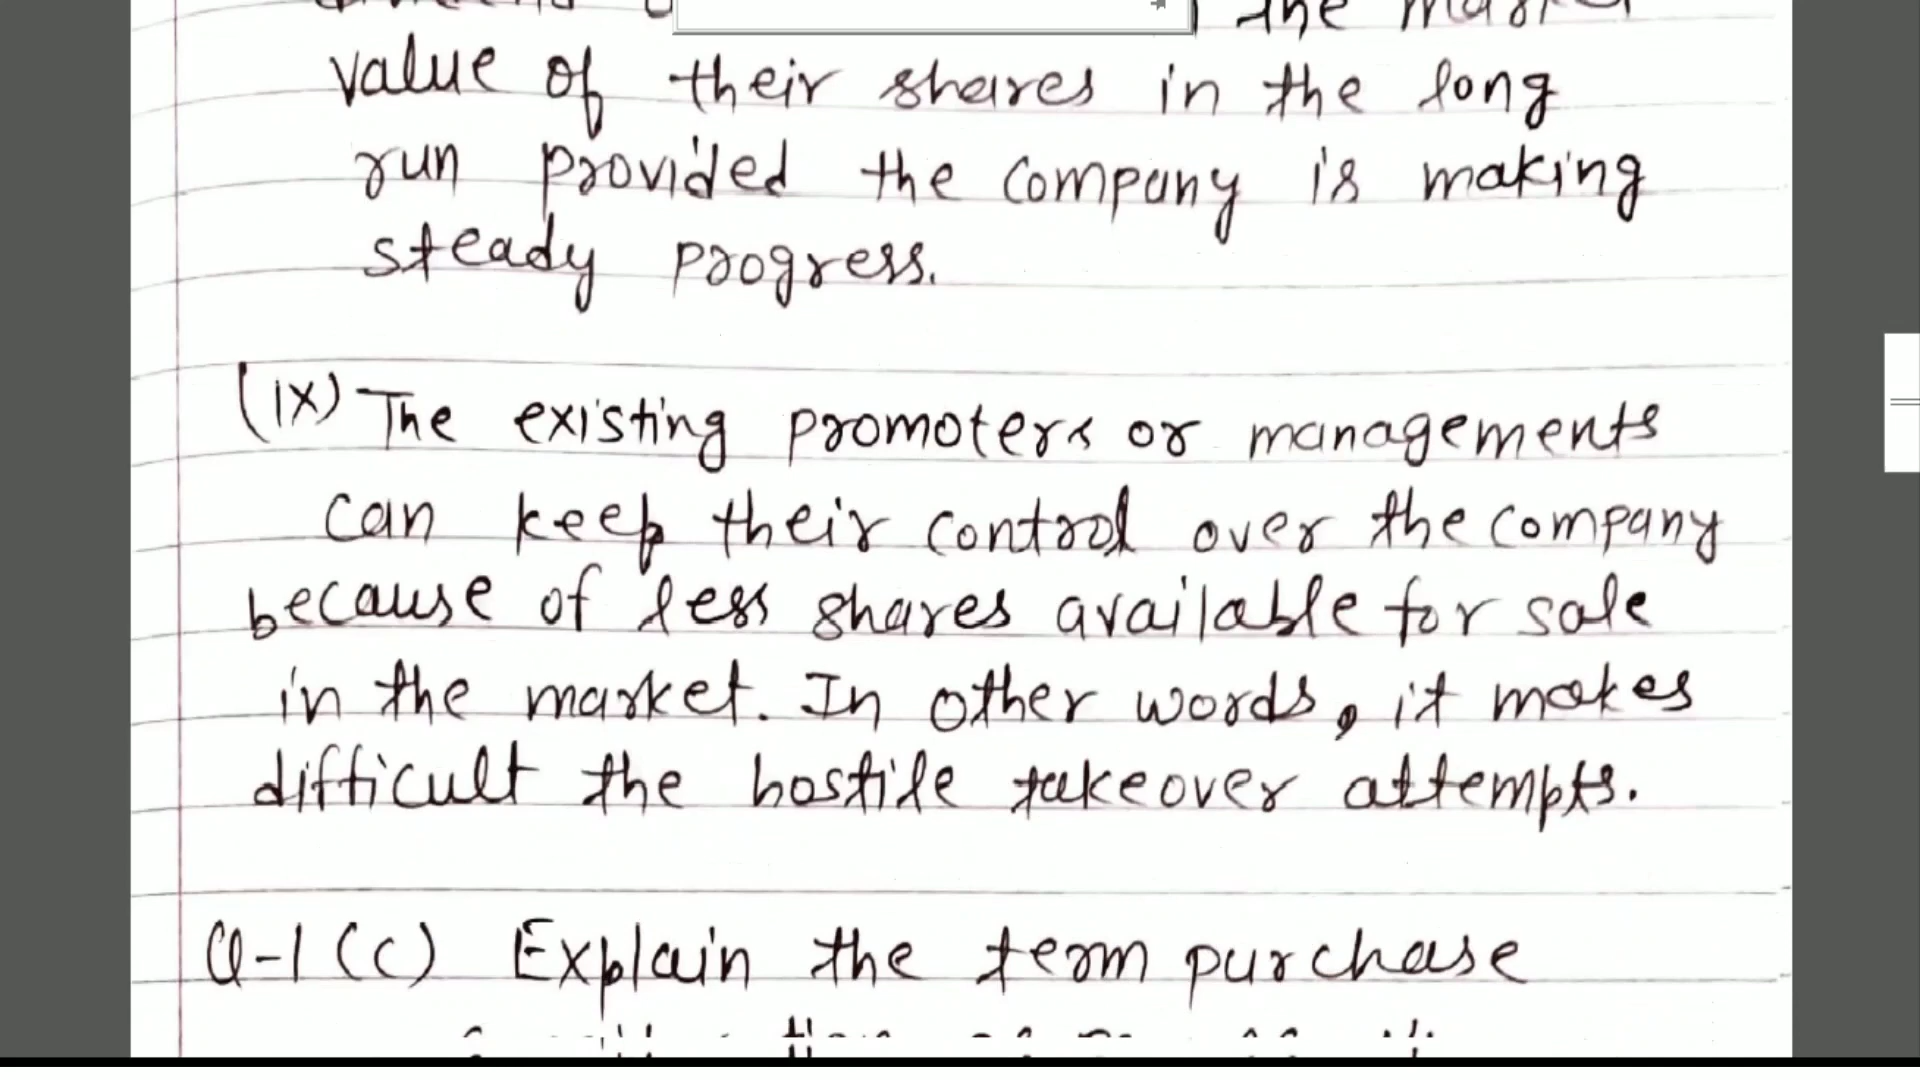 the
value of their shares in the long
run provided the company is making
steady progress.
(ix) The existing promoters or managements
can keep their control over the company
because of less shares available for sale
in the market. In other words, it makes
difficult the hostile takeover attempts.
Q-1 (c) Explain the term purchase